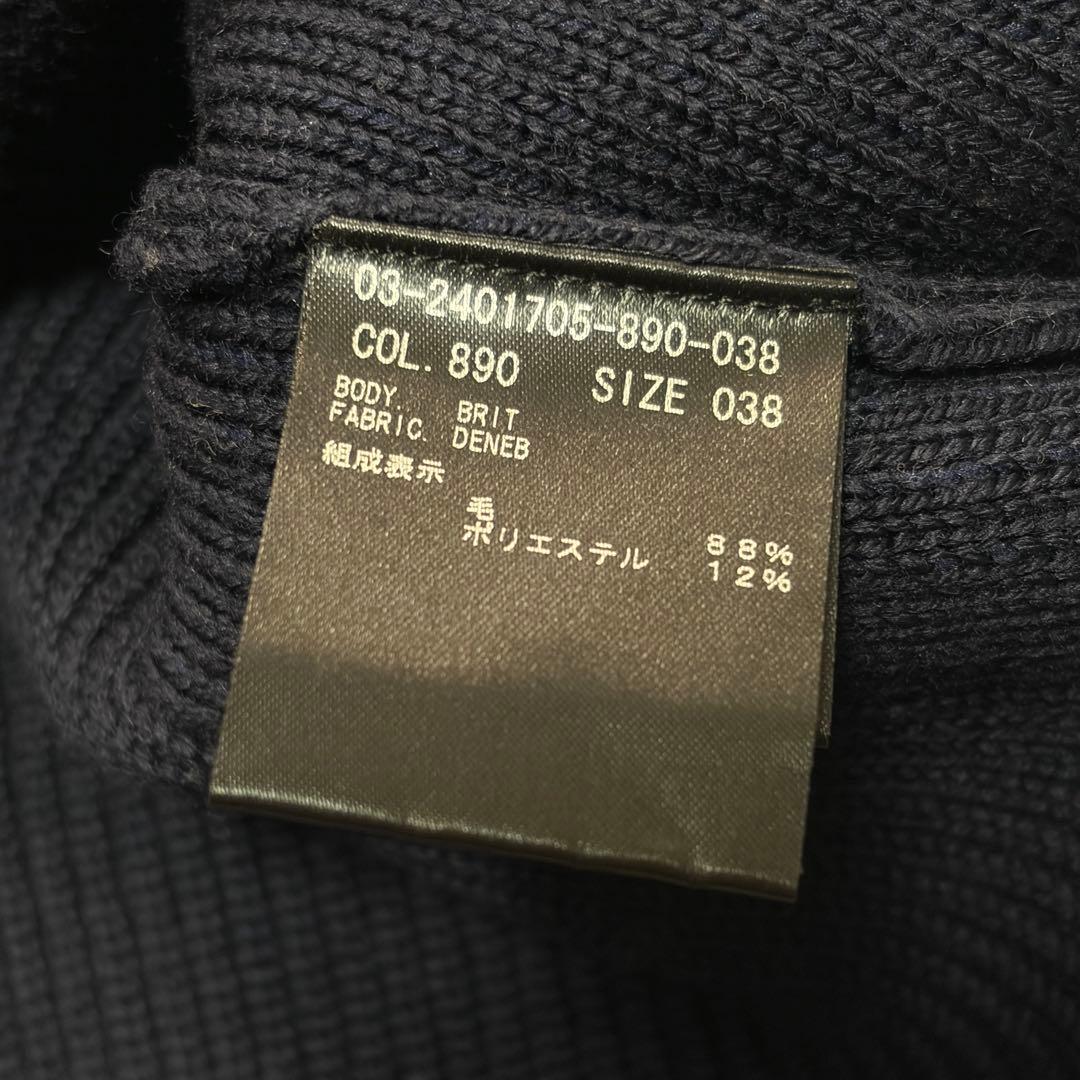 03-2401705-890-038
COL. 890 SIZE 038
BODY BRIT
FABRIC. DENEB
組成表示
毛 88%
ポリエステル 12%